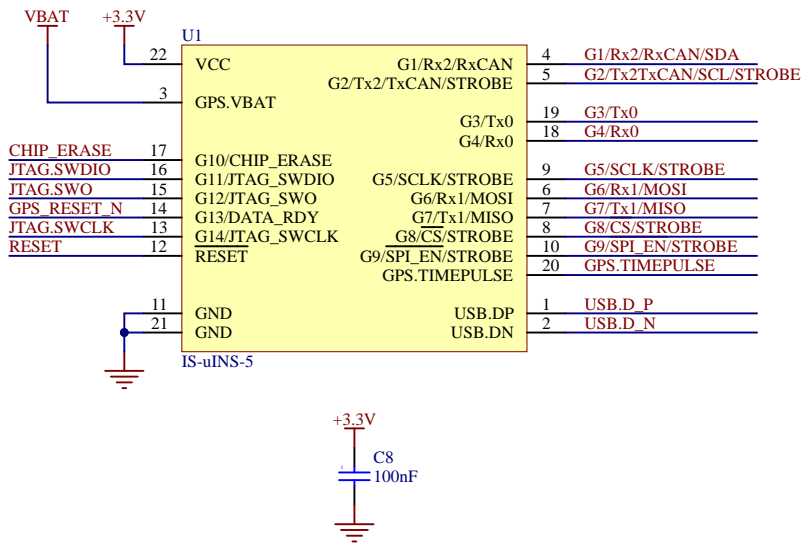 VBAT +3.3V
U1
22 VCC G1/Rx2/RxCAN 4 G1/Rx2/RxCAN/SDA
G2/Tx2/TxCAN/STROBE 5 G2/Tx2TxCAN/SCL/STROBE
3 GPS.VBAT
G3/Tx0 19 G3/Tx0
G4/Rx0 18 G4/Rx0
CHIP_ERASE 17 G10/CHIP_ERASE
JTAG.SWDIO 16 G11/JTAG_SWDIO G5/SCLK/STROBE 9 G5/SCLK/STROBE
JTAG.SWO 15 G12/JTAG_SWO G6/Rx1/MOSI 6 G6/Rx1/MOSI
GPS_RESET_N 14 G13/DATA_RDY G7/Tx1/MISO 7 G7/Tx1/MISO
JTAG.SWCLK 13 G14/JTAG_SWCLK G8/CS/STROBE 8 G8/CS/STROBE
RESET 12 RESET G9/SPI_EN/STROBE 10 G9/SPI_EN/STROBE
GPS.TIMEPULSE 20 GPS.TIMEPULSE
11 GND USB.DP 1 USB.D_P
21 GND USB.DN 2 USB.D_N
IS-uINS-5
+3.3V
C8
100nF